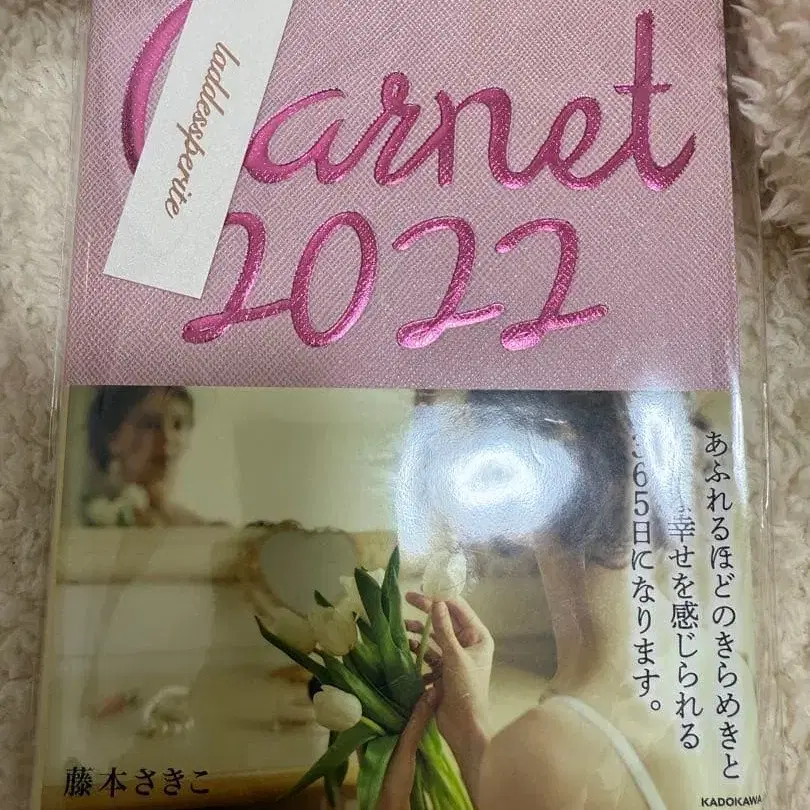 Carnet
2022
あふれるほどのきらめきと
幸せを感じられる
365日になります。
藤本さきこ
KADOKAWA